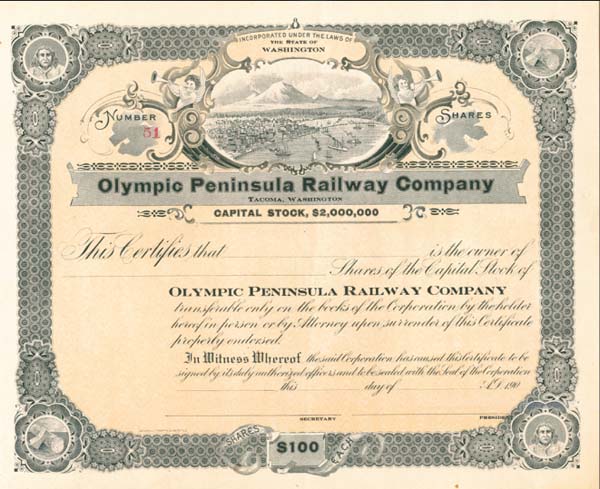 INCORPORATED UNDER THE LAWS OF
THE STATE OF
WASHINGTON
NUMBER
51
SHARES
Olympic Peninsula Railway Company
TACOMA, WASHINGTON
CAPITAL STOCK, $2,000,000
This Certifies that is the owner of
Shares of the Capital Stock of
OLYMPIC PENINSULA RAILWAY COMPANY
transferable only on the books of the Corporation by the holder
hereof in person or by Attorney upon surrender of this Certificate
properly endorsed.
In Witness Whereof the said Corporation has caused this Certificate to be
signed by its duly authorized officers and to be sealed with the Seal of the Corporation
this day of A.D. 190
SECRETARY PRESIDENT
SHARES $100 EACH